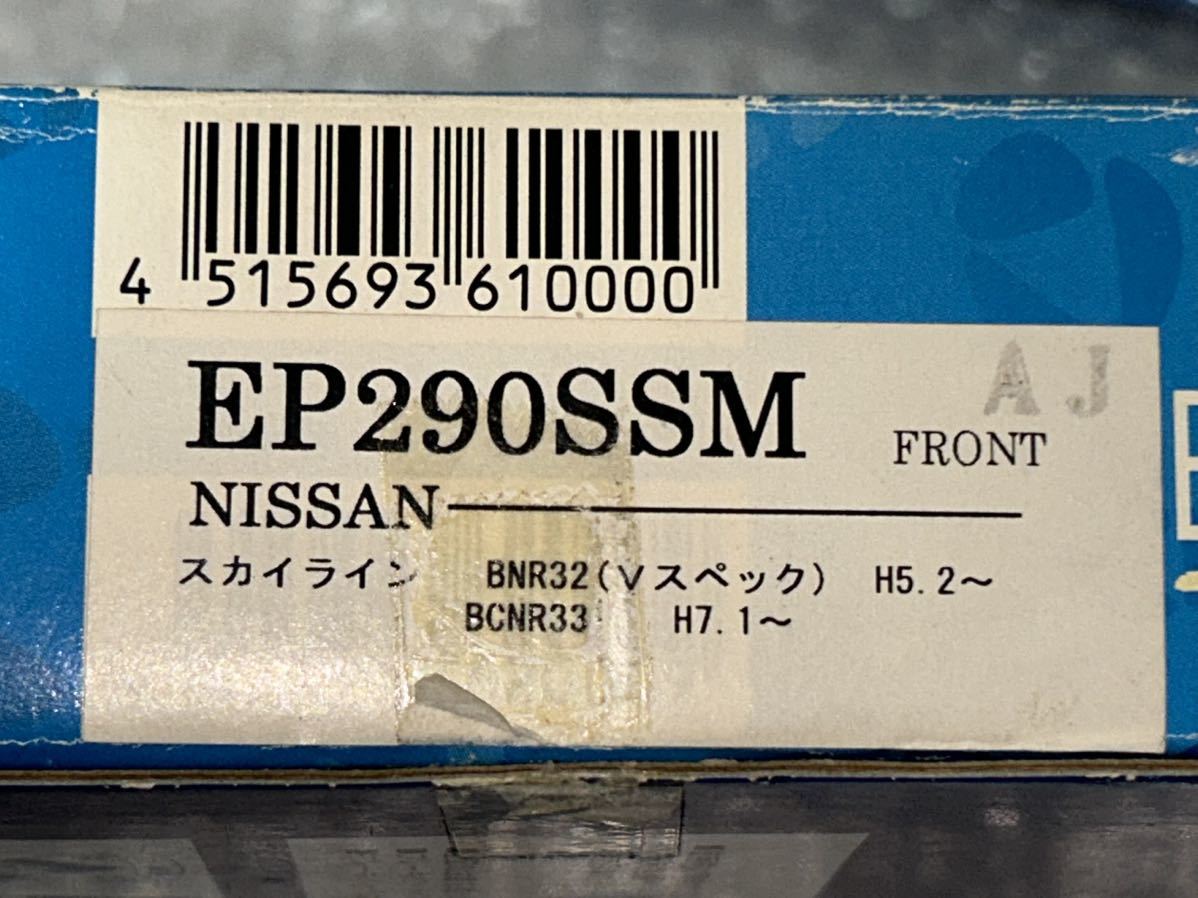 4 515693 610000
EP290SSM
AJ
FRONT
NISSAN
スカイライン BNR32(Vスペック) H5.2～
BCNR33 H7.1～